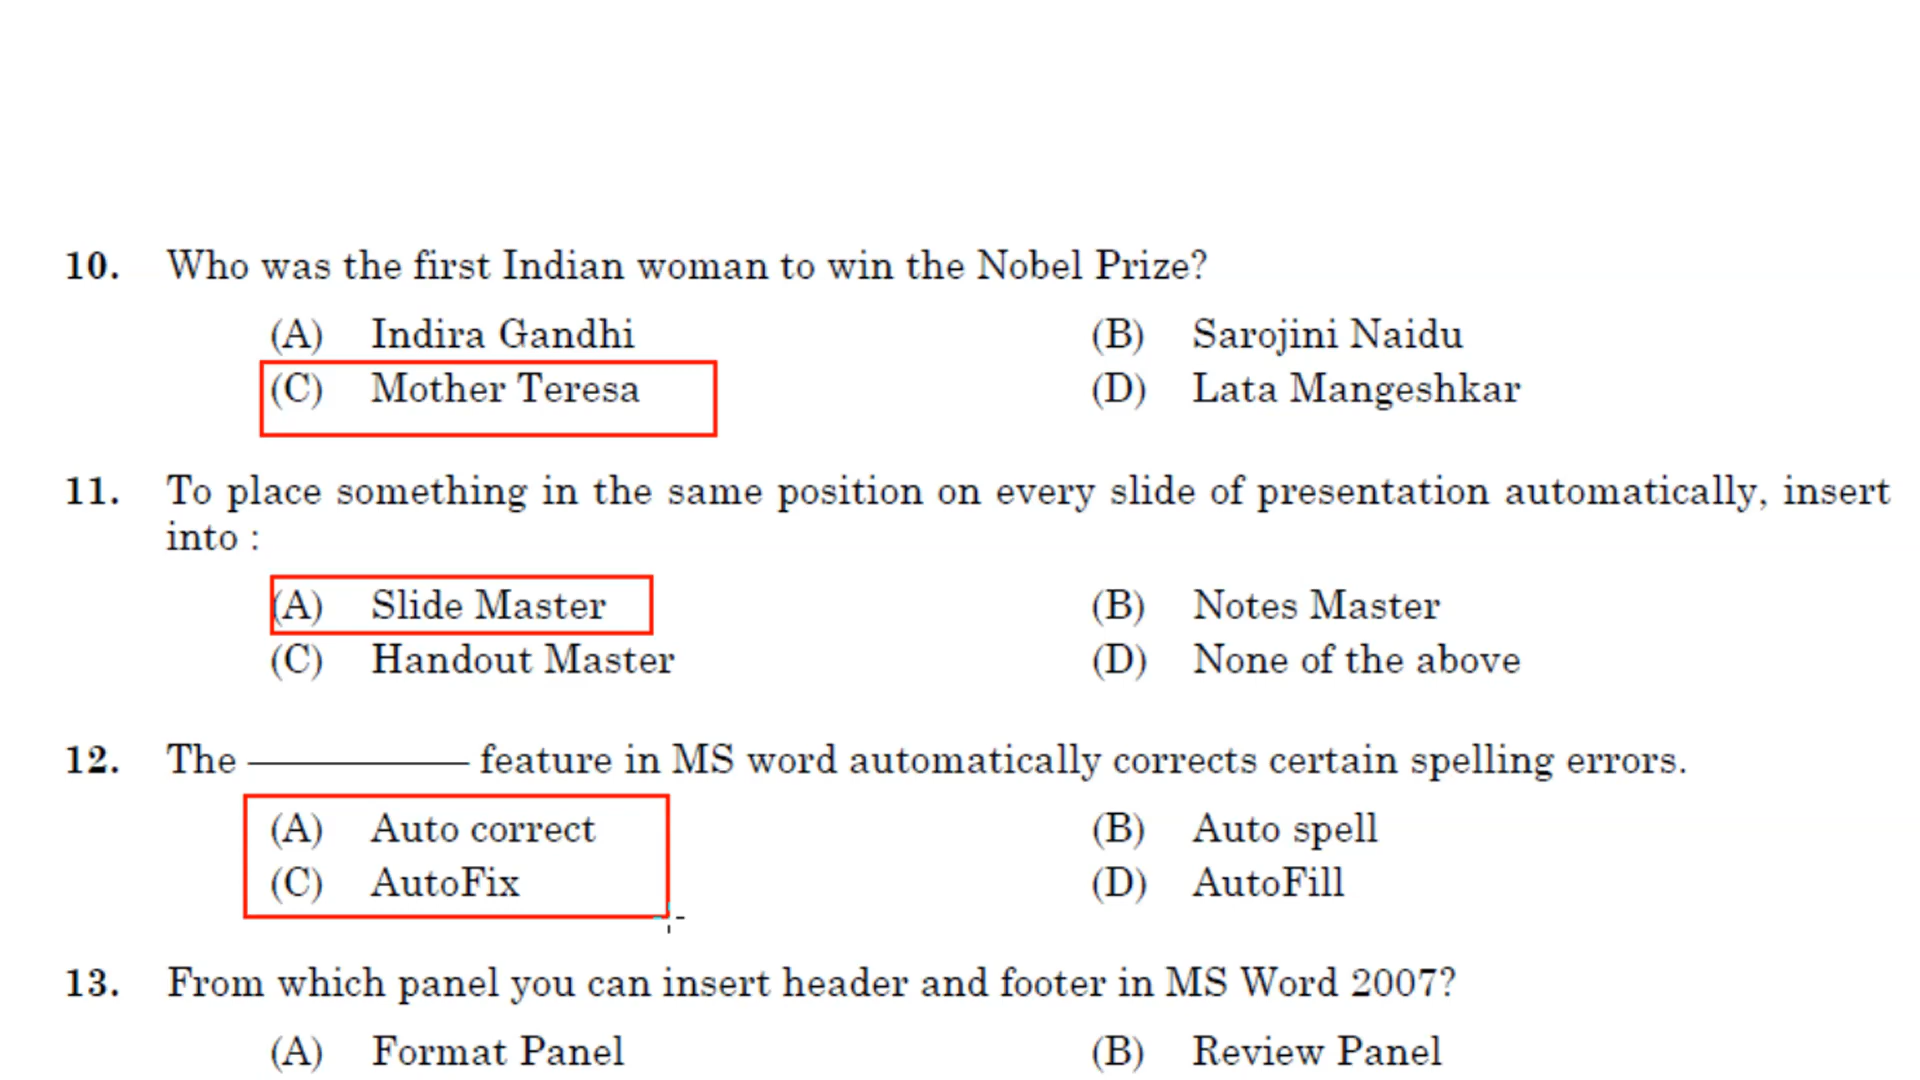 10. Who was the first Indian woman to win the Nobel Prize?
(A) Indira Gandhi (B) Sarojini Naidu
(C) Mother Teresa (D) Lata Mangeshkar
11. To place something in the same position on every slide of presentation automatically, insert
into :
(A) Slide Master (B) Notes Master
(C) Handout Master (D) None of the above
12. The ————— feature in MS word automatically corrects certain spelling errors.
(A) Auto correct (B) Auto spell
(C) AutoFix (D) AutoFill
13. From which panel you can insert header and footer in MS Word 2007?
(A) Format Panel (B) Review Panel